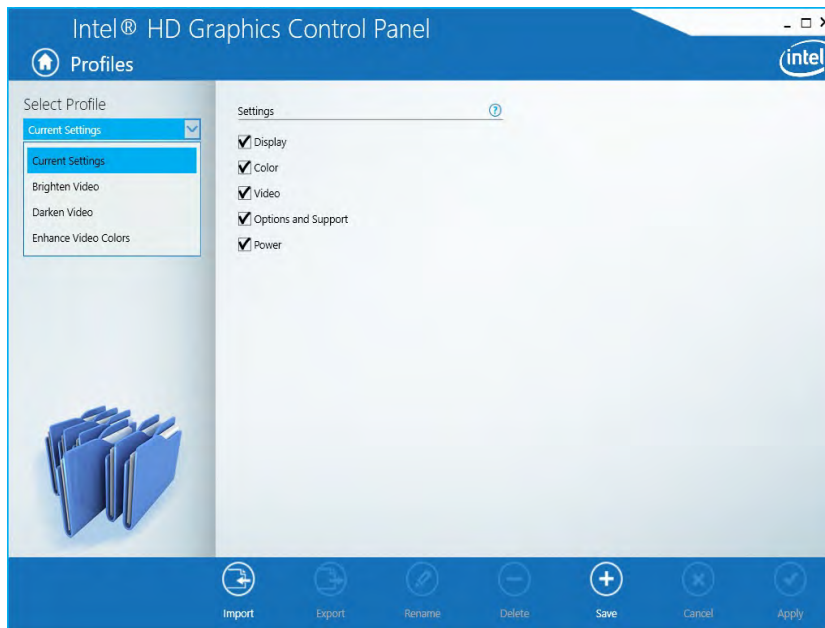 Intel® HD Graphics Control Panel
Profiles
intel
Select Profile
Current Settings
Current Settings
Brighten Video
Darken Video
Enhance Video Colors
Settings
?
Display
Color
Video
Options and Support
Power
Import
Export
Rename
Delete
Save
Cancel
Apply